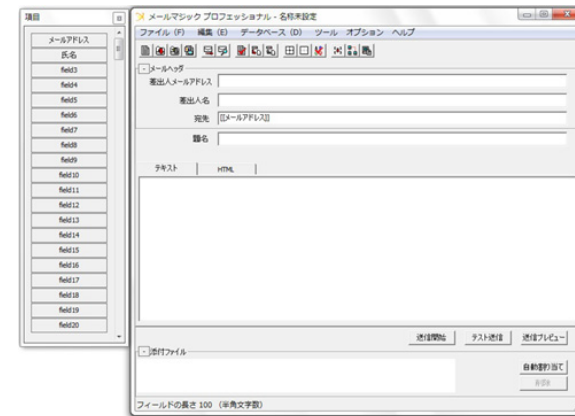 項目
メールアドレス
氏名
field3
field4
field5
field6
field7
field8
field9
field10
field11
field12
field13
field14
field15
field16
field17
field18
field19
field20
メールマジック プロフェッショナル - 名称未設定
ファイル (F) 編集 (E) データベース (D) ツール オプション ヘルプ
メールヘッダ
差出人メールアドレス
差出人名
宛先 [[メールアドレス]]
題名
テキスト HTML
送信開始 テスト送信 送信プレビュー
添付ファイル
自動割り当て
削除
フィールドの長さ 100 （半角文字数）